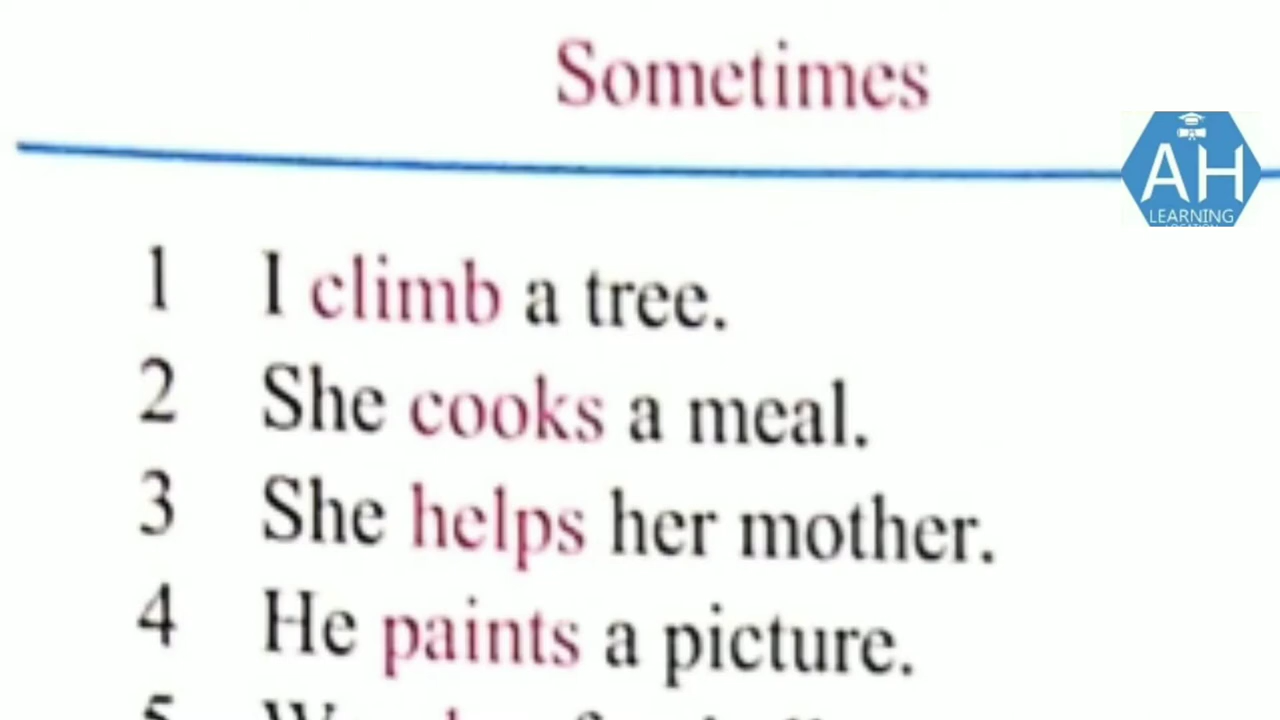 Sometimes
AH
LEARNING
1 I climb a tree.
2 She cooks a meal.
3 She helps her mother.
4 He paints a picture.
5